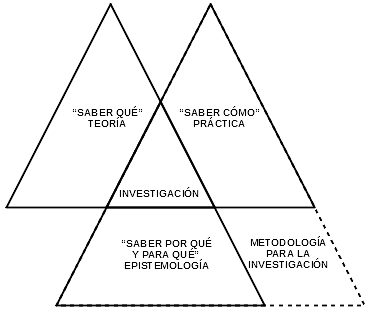 “SABER QUÉ”
TEORÍA
“SABER CÓMO”
PRÁCTICA
INVESTIGACIÓN
“SABER POR QUÉ
Y PARA QUÉ”
EPISTEMOLOGÍA
METODOLOGÍA
PARA LA
INVESTIGACIÓN